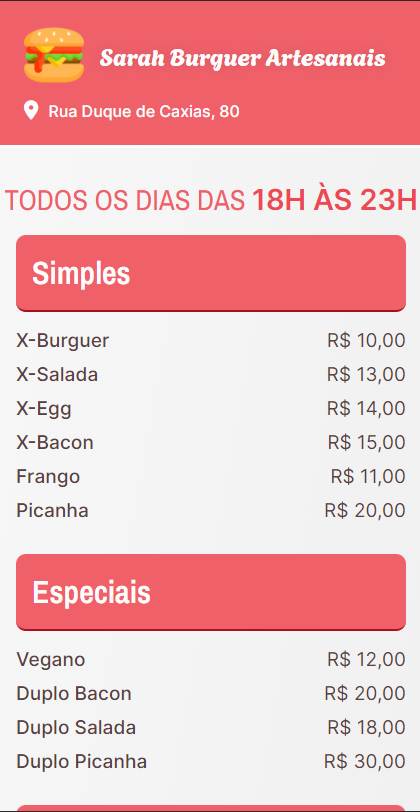 Sarah Burguer Artesanais
Rua Duque de Caxias, 80
TODOS OS DIAS DAS 18H ÀS 23H
Simples
X-Burguer R$ 10,00
X-Salada R$ 13,00
X-Egg R$ 14,00
X-Bacon R$ 15,00
Frango R$ 11,00
Picanha R$ 20,00
Especiais
Vegano R$ 12,00
Duplo Bacon R$ 20,00
Duplo Salada R$ 18,00
Duplo Picanha R$ 30,00